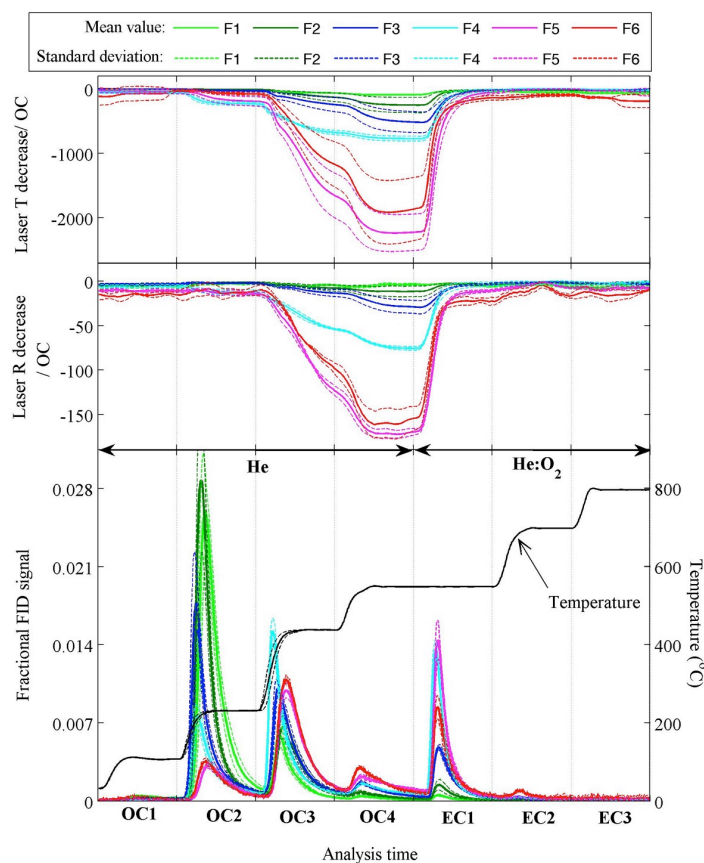 Mean value: F1 F2 F3 F4 F5 F6
Standard deviation: F1 F2 F3 F4 F5 F6
Laser T decrease/ OC
0
-1000
-2000
Laser R decrease
/ OC
0
-50
-100
-150
He
He:O2
Fractional FID signal
0.028
0.021
0.014
0.007
0
Temperature
800
600
400
200
0
Temperature (°C)
OC1 OC2 OC3 OC4 EC1 EC2 EC3
Analysis time